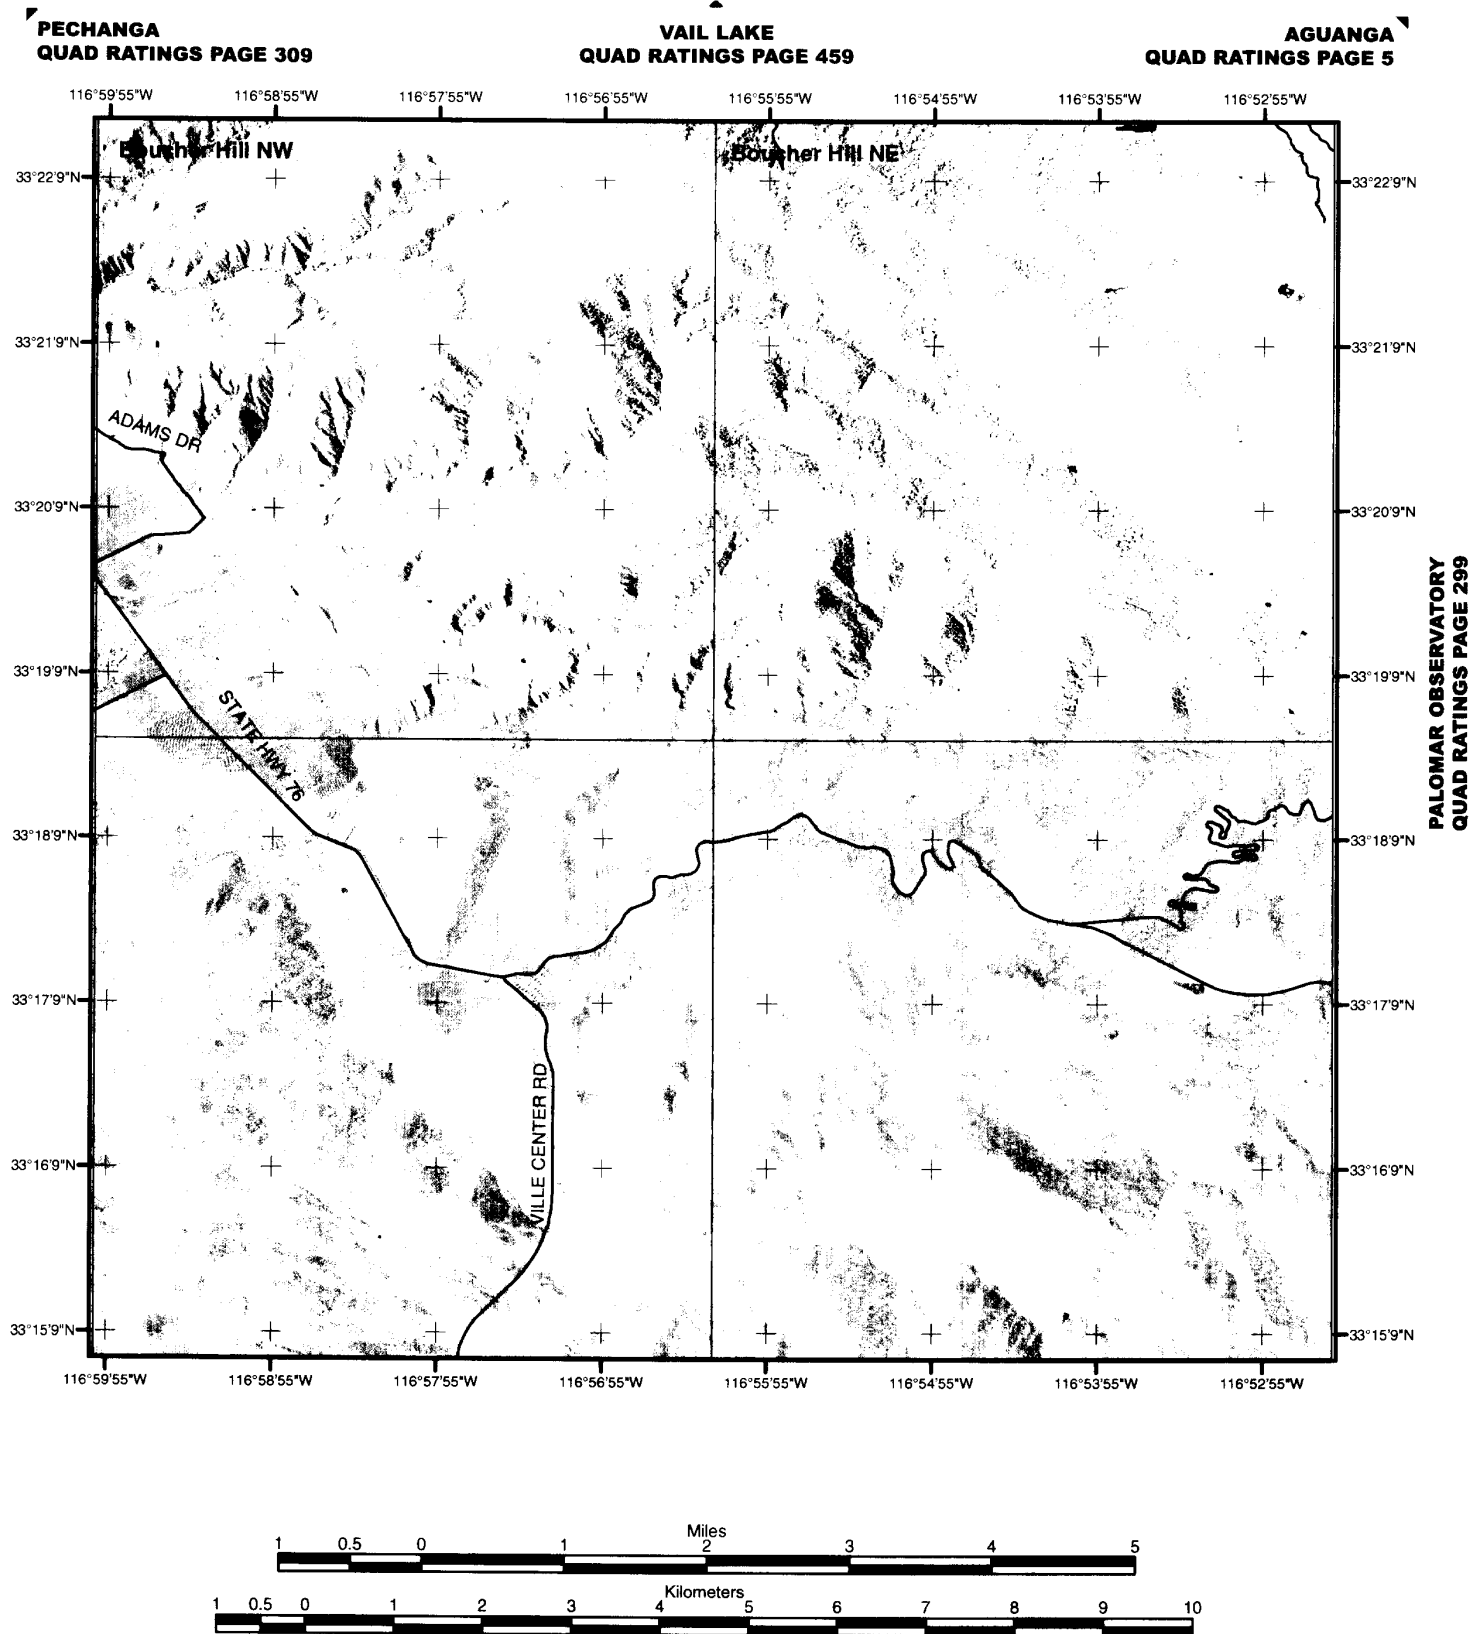 PECHANGA
QUAD RATINGS PAGE 309
VAIL LAKE
QUAD RATINGS PAGE 459
AGUANGA
QUAD RATINGS PAGE 5
116°59'55"W 116°58'55"W 116°57'55"W 116°56'55"W 116°55'55"W 116°54'55"W 116°53'55"W 116°52'55"W
Boucher Hill NW
Boucher Hill NE
33°22'9"N 33°22'9"N
33°21'9"N 33°21'9"N
ADAMS DR
33°20'9"N 33°20'9"N
PALOMAR OBSERVATORY
QUAD RATINGS PAGE 299
33°19'9"N 33°19'9"N
STATE HWY 76
33°18'9"N 33°18'9"N
33°17'9"N 33°17'9"N
VILLE CENTER RD
33°16'9"N 33°16'9"N
33°15'9"N 33°15'9"N
116°59'55"W 116°58'55"W 116°57'55"W 116°56'55"W 116°55'55"W 116°54'55"W 116°53'55"W 116°52'55"W
Miles
1 0.5 0 1 2 3 4 5
Kilometers
1 0.5 0 1 2 3 4 5 6 7 8 9 10